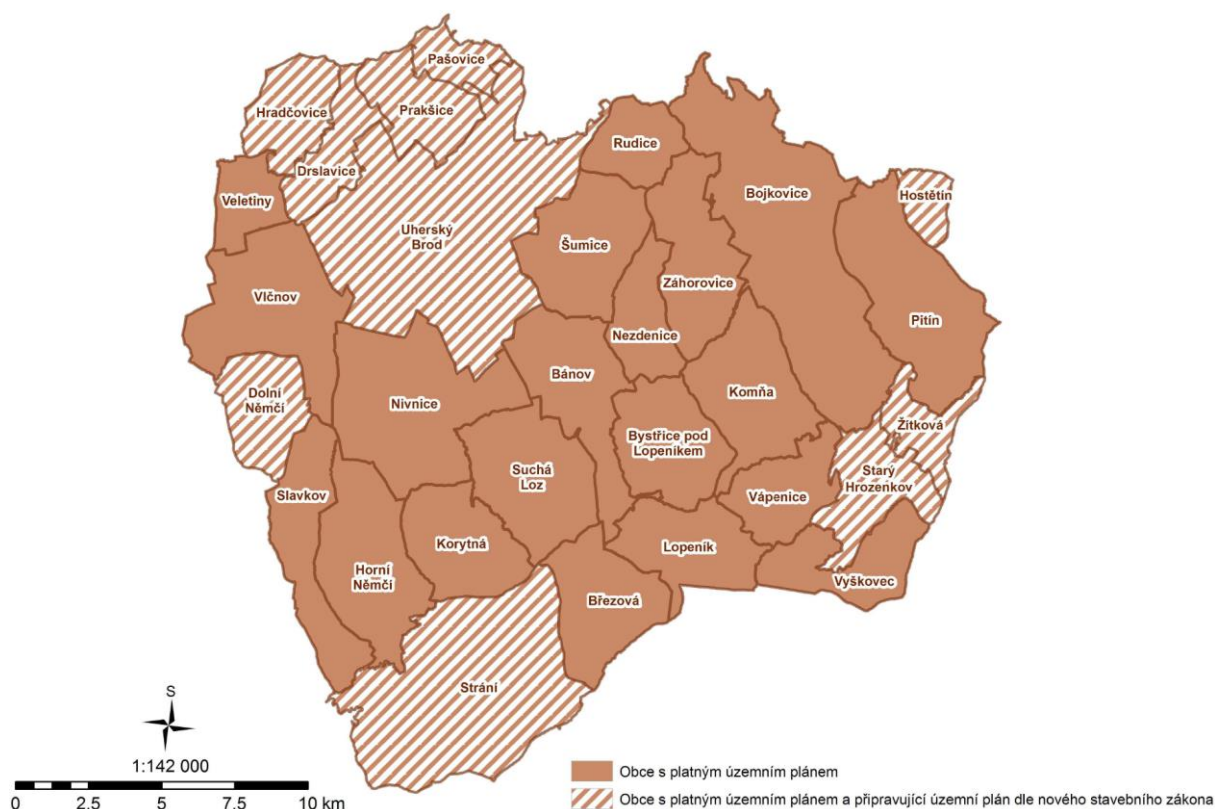 Pašovice
Hradčovice
Prakšice
Rudice
Drslavice
Bojkovice
Hostětín
Veletiny
Uherský
Brod
Šumice
Záhorovice
Vlčnov
Pitín
Nezdenice
Bánov
Komňa
Dolní
Němčí
Nivnice
Žítková
Bystřice pod
Lopeníkem
Starý
Hrozenkov
Suchá
Loz
Slavkov
Vápenice
Korytná
Lopeník
Horní
Němčí
Vyškovec
Březová
Strání
S
1:142 000
0 2.5 5 7.5 10 km
Obce s platným územním plánem
Obce s platným územním plánem a připravující územní plán dle nového stavebního zákona